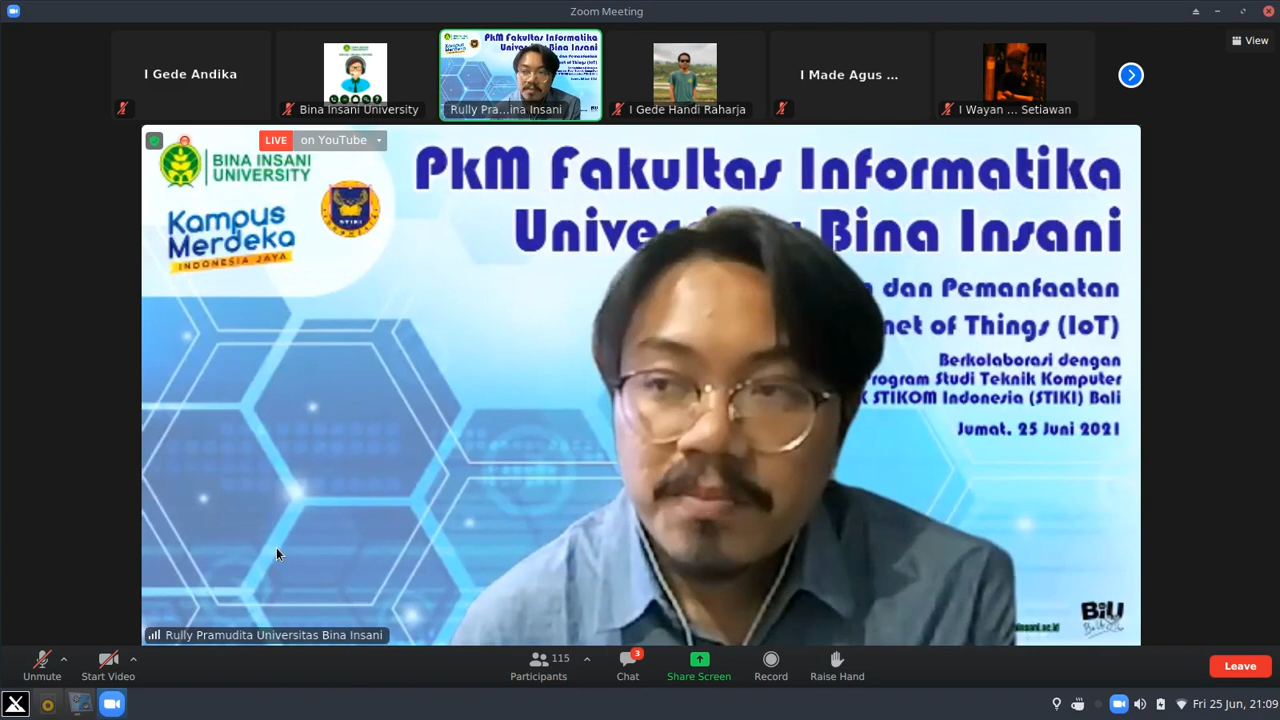 Zoom Meeting
View
I Gede Andika
Bina Insani University
Rully Pra...ina Insani
I Gede Handi Raharja
I Made Agus ...
I Wayan ... Setiawan
LIVE on YouTube
BINA INSANI
UNIVERSITY
Kampus
Merdeka
INDONESIA JAYA
STIKI
PkM Fakultas Informatika
Bina Insani
dan Pemanfaatan
of Things (IoT)
Berkolaborasi dengan
Program Studi Teknik Komputer
STIKOM Indonesia (STIKI) Bali
Jumat, 25 Juni 2021
BiU
Rully Pramudita Universitas Bina Insani
Unmute
Start Video
115
Participants
3
Chat
Share Screen
Record
Raise Hand
Leave
Fri 25 Jun, 21:09